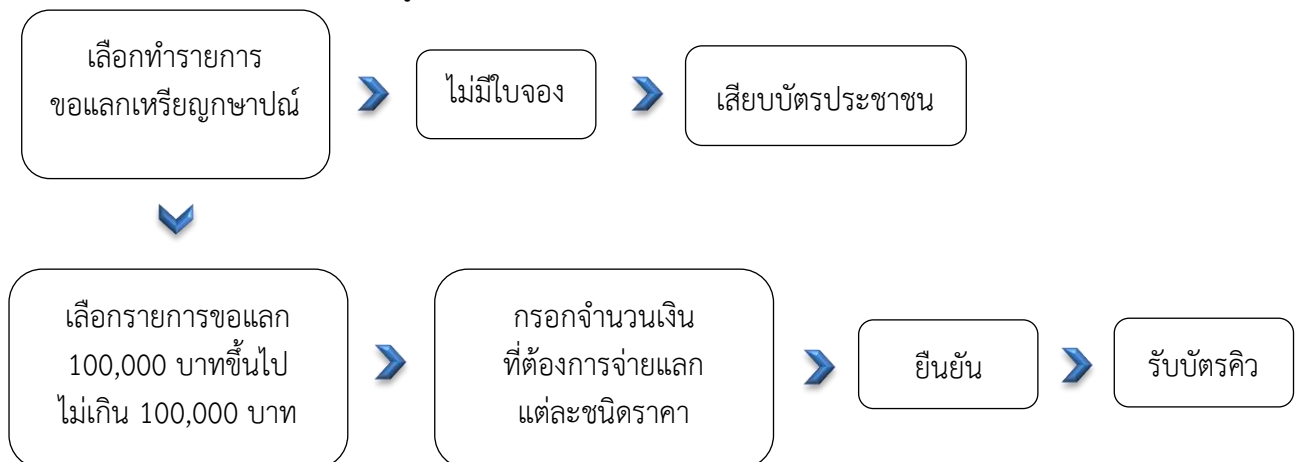 เลือกทำรายการ
ขอแลกเหรียญกษาปณ์
ไม่มีใบจอง
เสียบบัตรประชาชน
เลือกรายการขอแลก
100,000 บาทขึ้นไป
ไม่เกิน 100,000 บาท
กรอกจำนวนเงิน
ที่ต้องการจ่ายแลก
แต่ละชนิดราคา
ยืนยัน
รับบัตรคิว